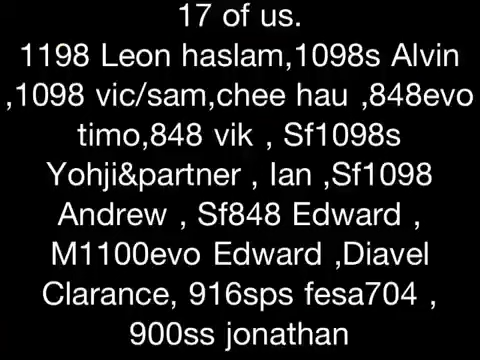 17 of us.
1198 Leon haslam,1098s Alvin
,1098 vic/sam,chee hau ,848evo
timo,848 vik , Sf1098s
Yohji&partner , Ian ,Sf1098
Andrew , Sf848 Edward ,
M1100evo Edward ,Diavel
Clarance, 916sps fesa704 ,
900ss jonathan